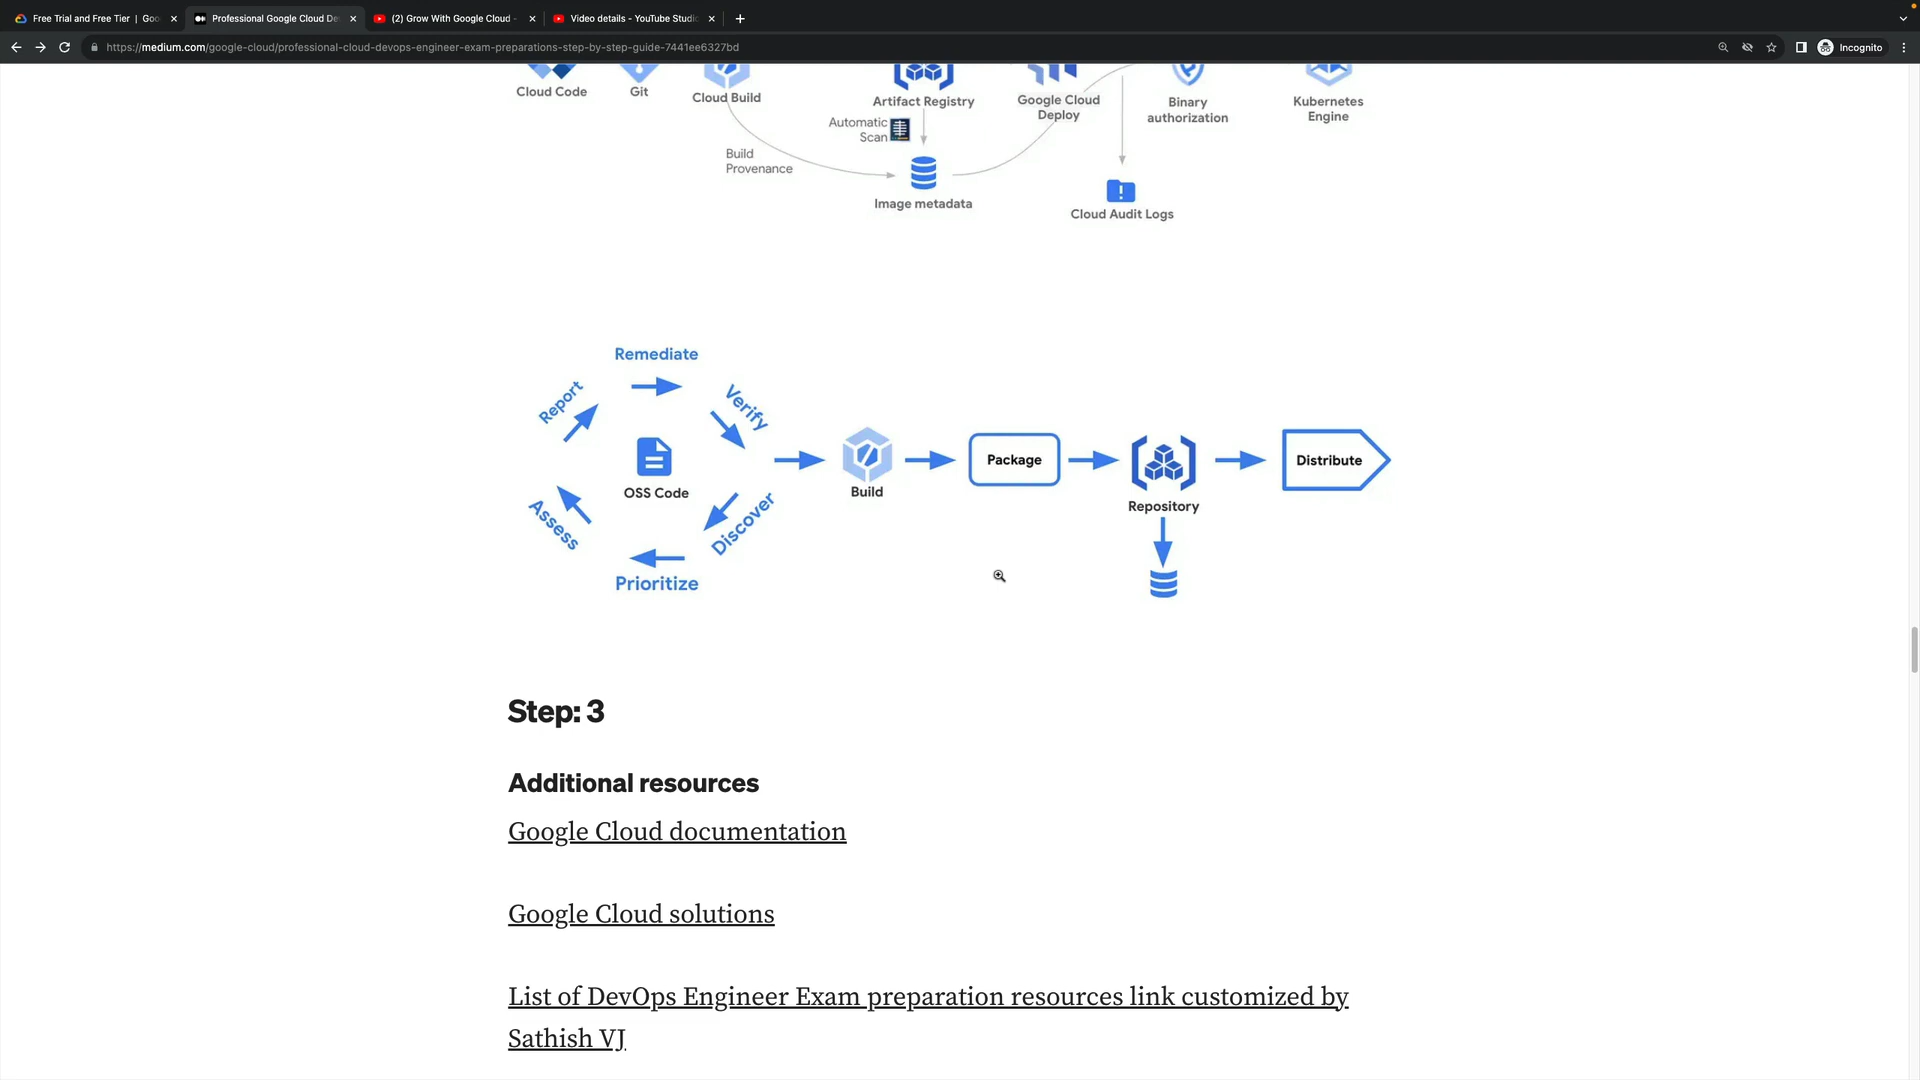 Free Trial and Free Tier | Goo
Professional Google Cloud De
(2) Grow With Google Cloud -
Video details - YouTube Studio
https://medium.com/google-cloud/professional-cloud-devops-engineer-exam-preparations-step-by-step-guide-7441ee6327bd
Incognito
Cloud Code
Git
Cloud Build
Artifact Registry
Google Cloud
Deploy
Binary
authorization
Kubernetes
Engine
Automatic
Scan
Build
Provenance
Image metadata
Cloud Audit Logs
Remediate
Report
Verify
OSS Code
Assess
Discover
Prioritize
Build
Package
Repository
Distribute
Step: 3
Additional resources
Google Cloud documentation
Google Cloud solutions
List of DevOps Engineer Exam preparation resources link customized by
Sathish VJ